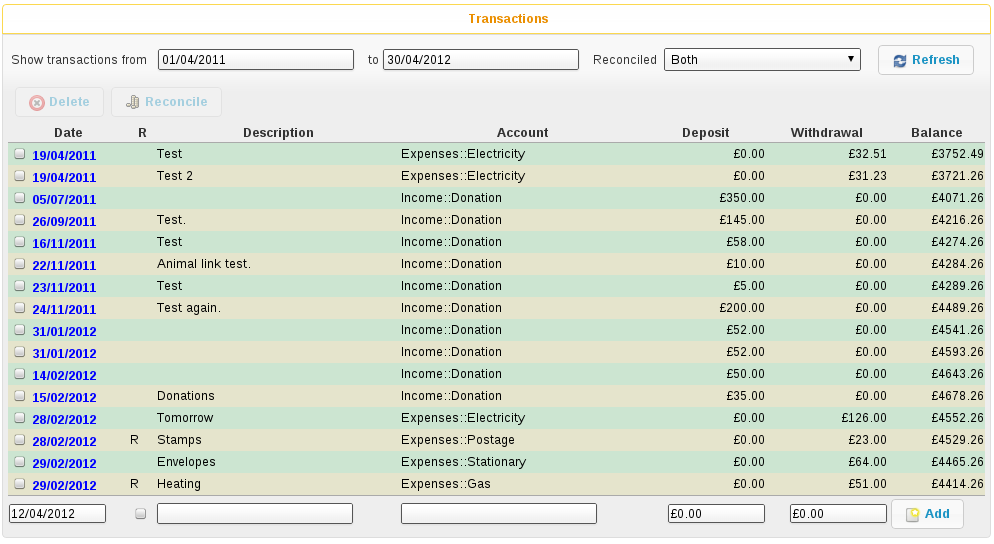 Transactions
Show transactions from 01/04/2011 to 30/04/2012 Reconciled Both Refresh
Delete Reconcile
Date R Description Account Deposit Withdrawal Balance
19/04/2011 Test Expenses::Electricity £0.00 £32.51 £3752.49
19/04/2011 Test 2 Expenses::Electricity £0.00 £31.23 £3721.26
05/07/2011 Income::Donation £350.00 £0.00 £4071.26
26/09/2011 Test. Income::Donation £145.00 £0.00 £4216.26
16/11/2011 Test Income::Donation £58.00 £0.00 £4274.26
22/11/2011 Animal link test. Income::Donation £10.00 £0.00 £4284.26
23/11/2011 Test Income::Donation £5.00 £0.00 £4289.26
24/11/2011 Test again. Income::Donation £200.00 £0.00 £4489.26
31/01/2012 Income::Donation £52.00 £0.00 £4541.26
31/01/2012 Income::Donation £52.00 £0.00 £4593.26
14/02/2012 Income::Donation £50.00 £0.00 £4643.26
15/02/2012 Donations Income::Donation £35.00 £0.00 £4678.26
28/02/2012 Tomorrow Expenses::Electricity £0.00 £126.00 £4552.26
28/02/2012 R Stamps Expenses::Postage £0.00 £23.00 £4529.26
29/02/2012 Envelopes Expenses::Stationary £0.00 £64.00 £4465.26
29/02/2012 R Heating Expenses::Gas £0.00 £51.00 £4414.26
12/04/2012 £0.00 £0.00 Add